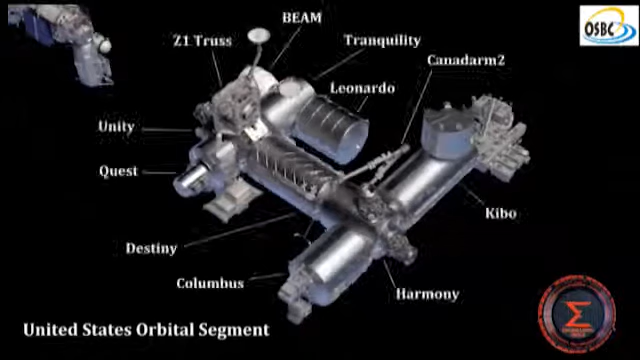 BEAM
Z1 Truss
Tranquility
OSBC
Canadarm2
Leonardo
Unity
Quest
Kibo
Destiny
Columbus
Harmony
United States Orbital Segment